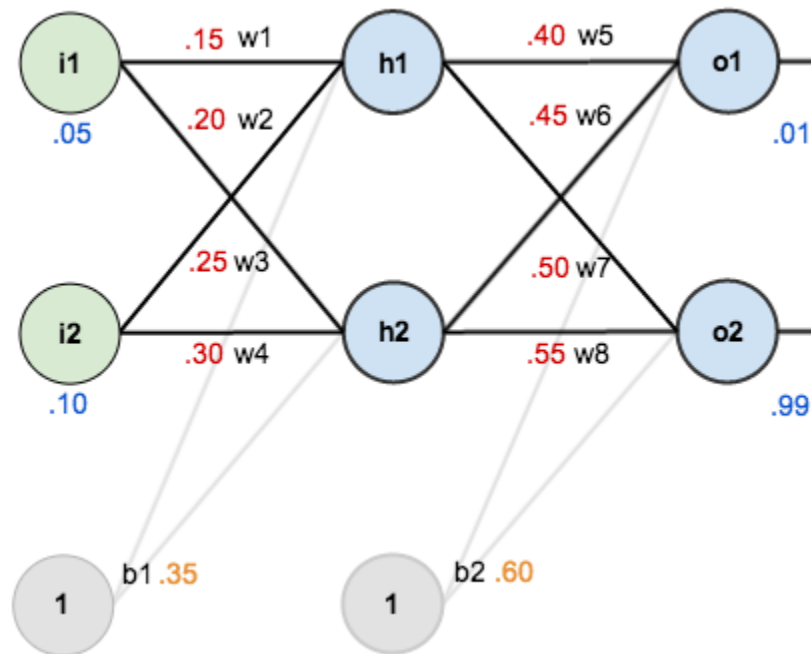 i1
.15 w1
h1
.40 w5
o1
.20 w2
.45 w6
.05
.01
.25 w3
.50 w7
i2
.30 w4
h2
.55 w8
o2
.10
.99
b1 .35
b2 .60
1
1